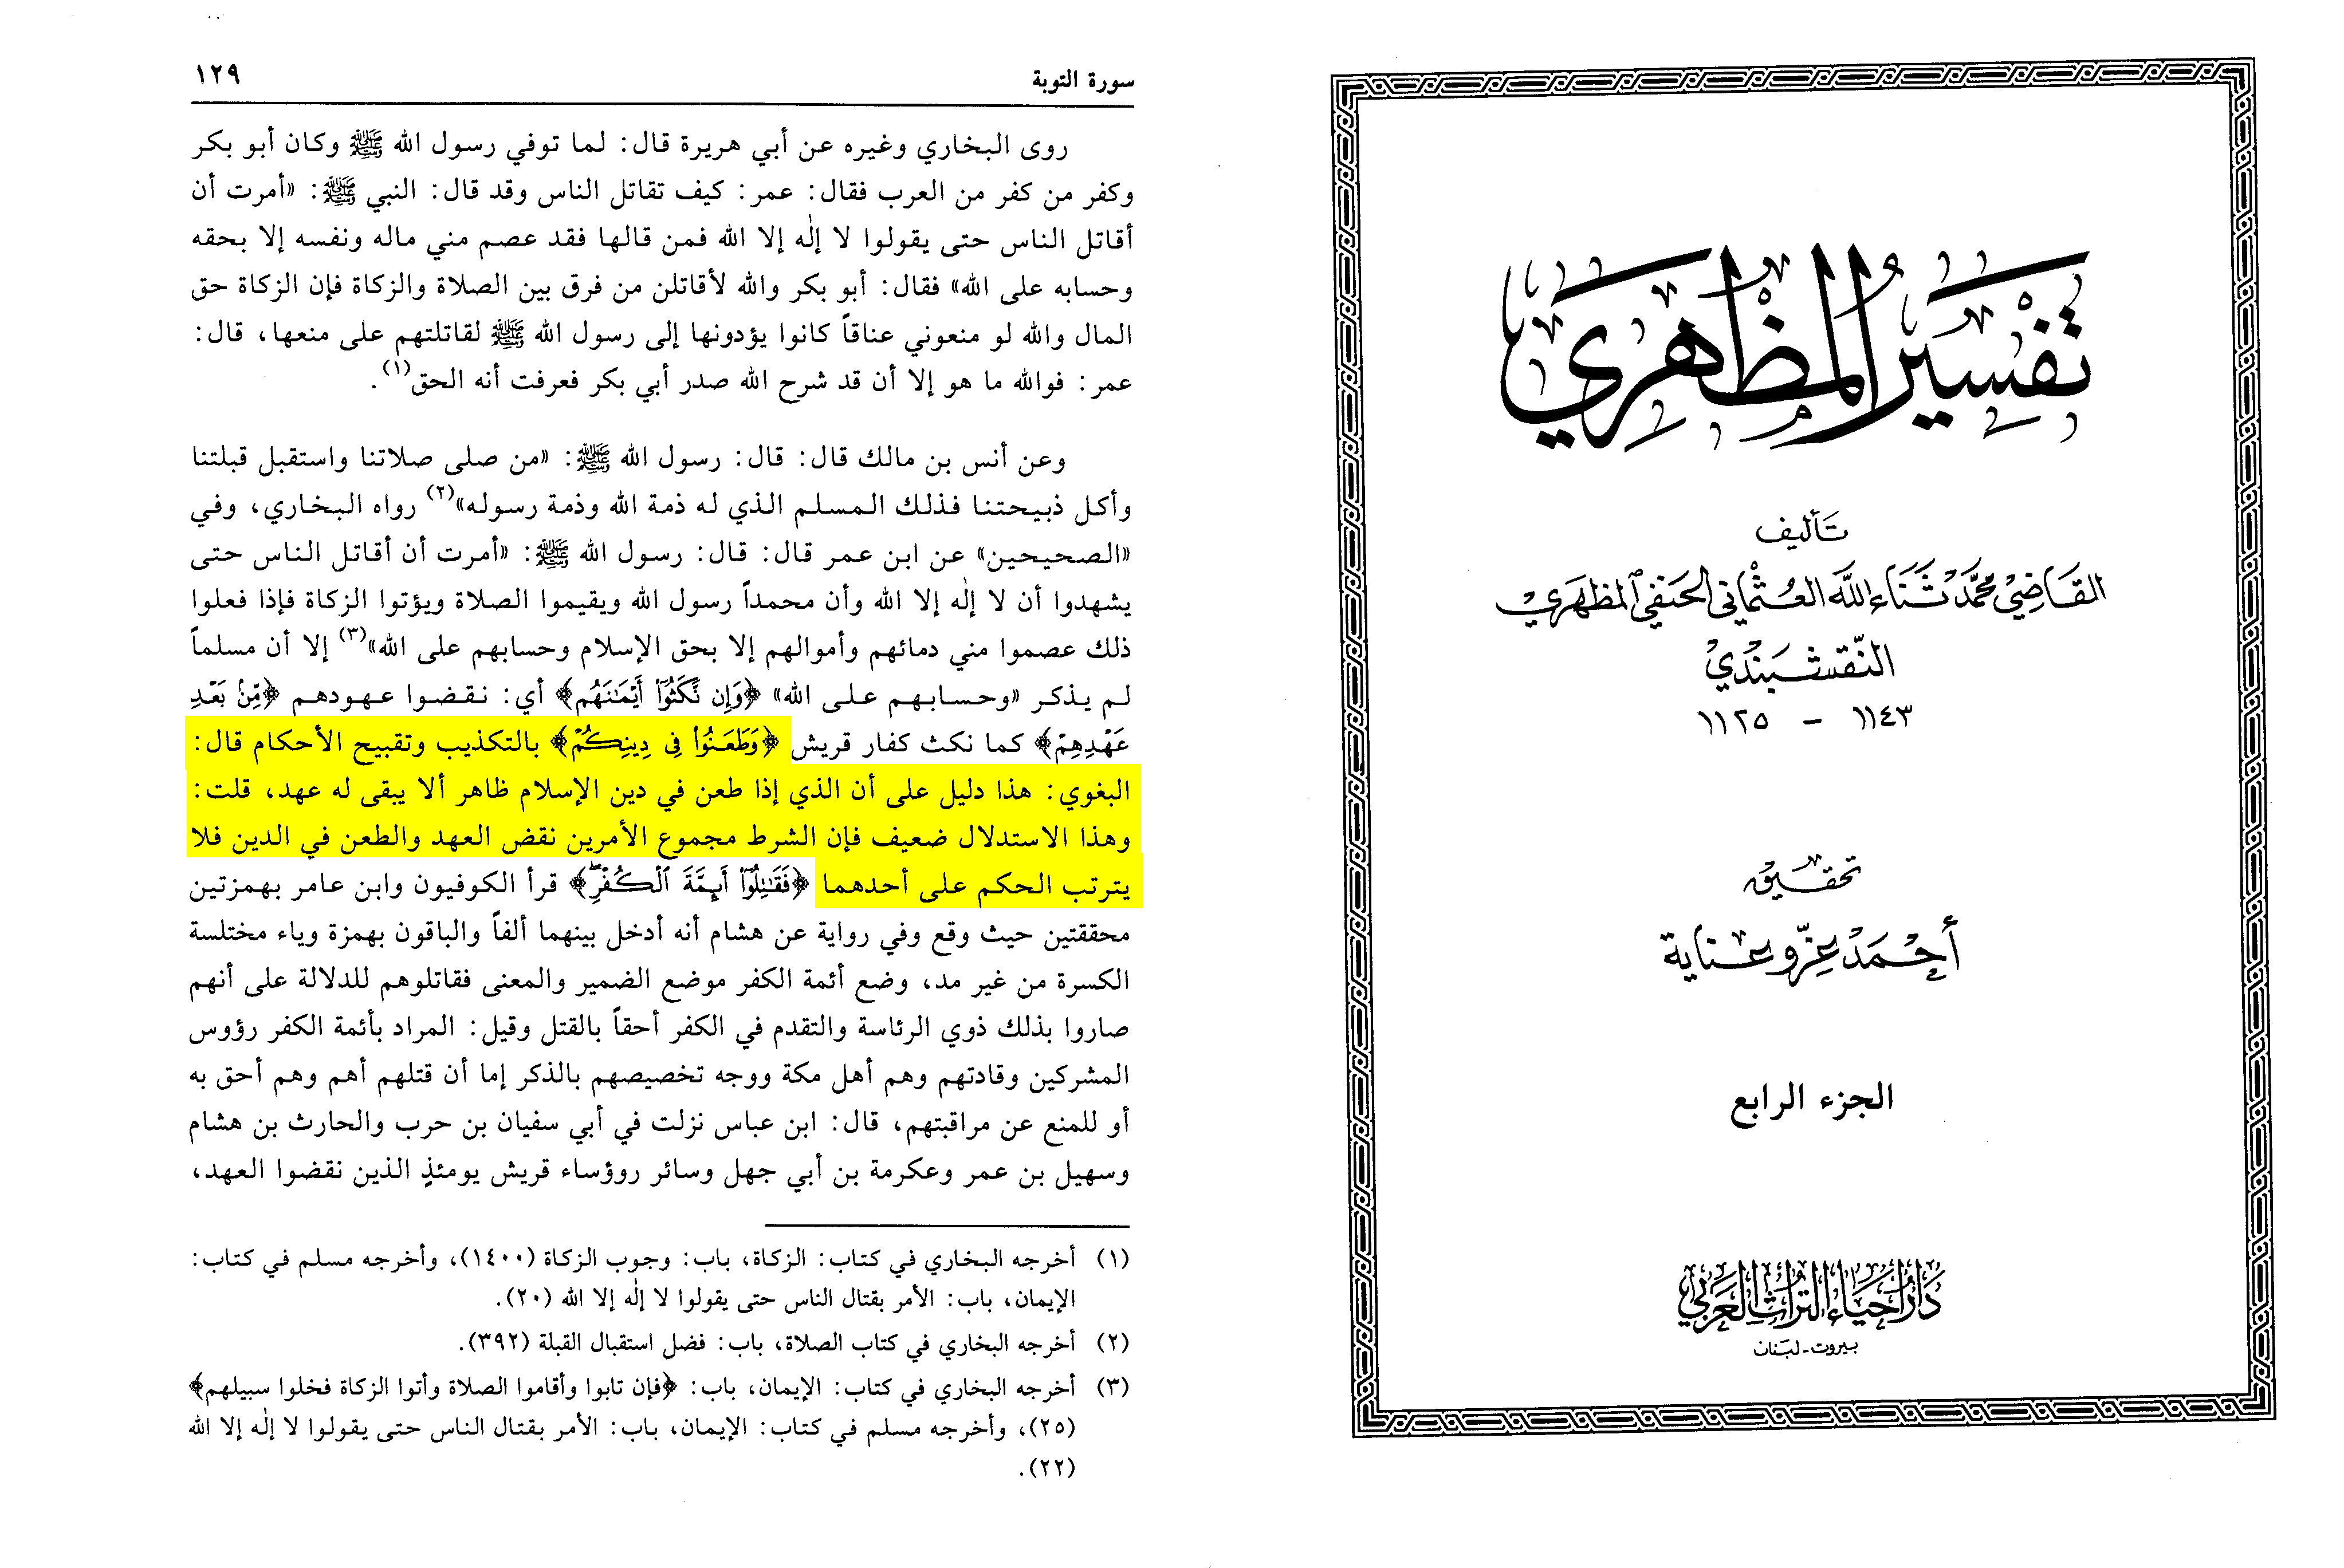 تفسير المظهري
تأليف
القاضي محمد ثناء الله العثماني الحنفي المظهري
النقشبندي
١١٤٣ - ١١٢٥
تحقيق
أحمد عزو عناية
الجزء الرابع
دار إحياء التراث العربي
بيروت - لبنان
سورة التوبة
١٢٩
روى البخاري وغيره عن أبي هريرة قال: لما توفي رسول الله ﷺ وكان أبو بكر
وكفر من كفر من العرب فقال: عمر: كيف تقاتل الناس وقد قال: النبي ﷺ: «أمرت أن
أقاتل الناس حتى يقولوا لا إلٰه إلا الله فمن قالها فقد عصم مني ماله ونفسه إلا بحقه
وحسابه على الله» فقال: أبو بكر والله لأقاتلن من فرق بين الصلاة والزكاة فإن الزكاة حق
المال والله لو منعوني عناقاً كانوا يؤدونها إلى رسول الله ﷺ لقاتلتهم على منعها، قال:
عمر: فوالله ما هو إلا أن قد شرح الله صدر أبي بكر فعرفت أنه الحق(١).
وعن أنس بن مالك قال: قال: رسول الله ﷺ: «من صلى صلاتنا واستقبل قبلتنا
وأكل ذبيحتنا فذلك المسلم الذي له ذمة الله وذمة رسوله»(٢) رواه البخاري، وفي
«الصحيحين» عن ابن عمر قال: قال: رسول الله ﷺ: «أمرت أن أقاتل الناس حتى
يشهدوا أن لا إلٰه إلا الله وأن محمداً رسول الله ويقيموا الصلاة ويؤتوا الزكاة فإذا فعلوا
ذلك عصموا مني دمائهم وأموالهم إلا بحق الإسلام وحسابهم على الله»(٣) إلا أن مسلماً
لم يذكر «وحسابهم على الله» ﴿وَإِن نَّكَثُوٓا۟ أَيْمَٰنَهُم﴾ أي: نقضوا عهودهم ﴿مِّنۢ بَعْدِ
عَهْدِهِمْ﴾ كما نكث كفار قريش ﴿وَطَعَنُوا۟ فِى دِينِكُمْ﴾ بالتكذيب وتقبيح الأحكام قال:
البغوي: هذا دليل على أن الذي إذا طعن في دين الإسلام ظاهر ألا يبقى له عهد، قلت:
وهذا الاستدلال ضعيف فإن الشرط مجموع الأمرين نقض العهد والطعن في الدين فلا
يترتب الحكم على أحدهما ﴿فَقَٰتِلُوٓا۟ أَئِمَّةَ ٱلْكُفْرِ﴾ قرأ الكوفيون وابن عامر بهمزتين
محققتين حيث وقع وفي رواية عن هشام أنه أدخل بينهما ألفاً والباقون بهمزة وياء مختلسة
الكسرة من غير مد، وضع أئمة الكفر موضع الضمير والمعنى فقاتلوهم للدلالة على أنهم
صاروا بذلك ذوي الرئاسة والتقدم في الكفر أحقاً بالقتل وقيل: المراد بأئمة الكفر رؤوس
المشركين وقادتهم وهم أهل مكة ووجه تخصيصهم بالذكر إما أن قتلهم أهم وهم أحق به
أو للمنع عن مراقبتهم، قال: ابن عباس نزلت في أبي سفيان بن حرب والحارث بن هشام
وسهيل بن عمر وعكرمة بن أبي جهل وسائر روؤساء قريش يومئذٍ الذين نقضوا العهد،
(١) أخرجه البخاري في كتاب: الزكاة، باب: وجوب الزكاة (١٤٠٠)، وأخرجه مسلم في كتاب:
الإيمان، باب: الأمر بقتال الناس حتى يقولوا لا إلٰه إلا الله (٢٠).
(٢) أخرجه البخاري في كتاب الصلاة، باب: فضل استقبال القبلة (٣٩٢).
(٣) أخرجه البخاري في كتاب: الإيمان، باب: ﴿فإن تابوا وأقاموا الصلاة وأتوا الزكاة فخلوا سبيلهم﴾
(٢٥)، وأخرجه مسلم في كتاب: الإيمان، باب: الأمر بقتال الناس حتى يقولوا لا إلٰه إلا الله
(٢٢).